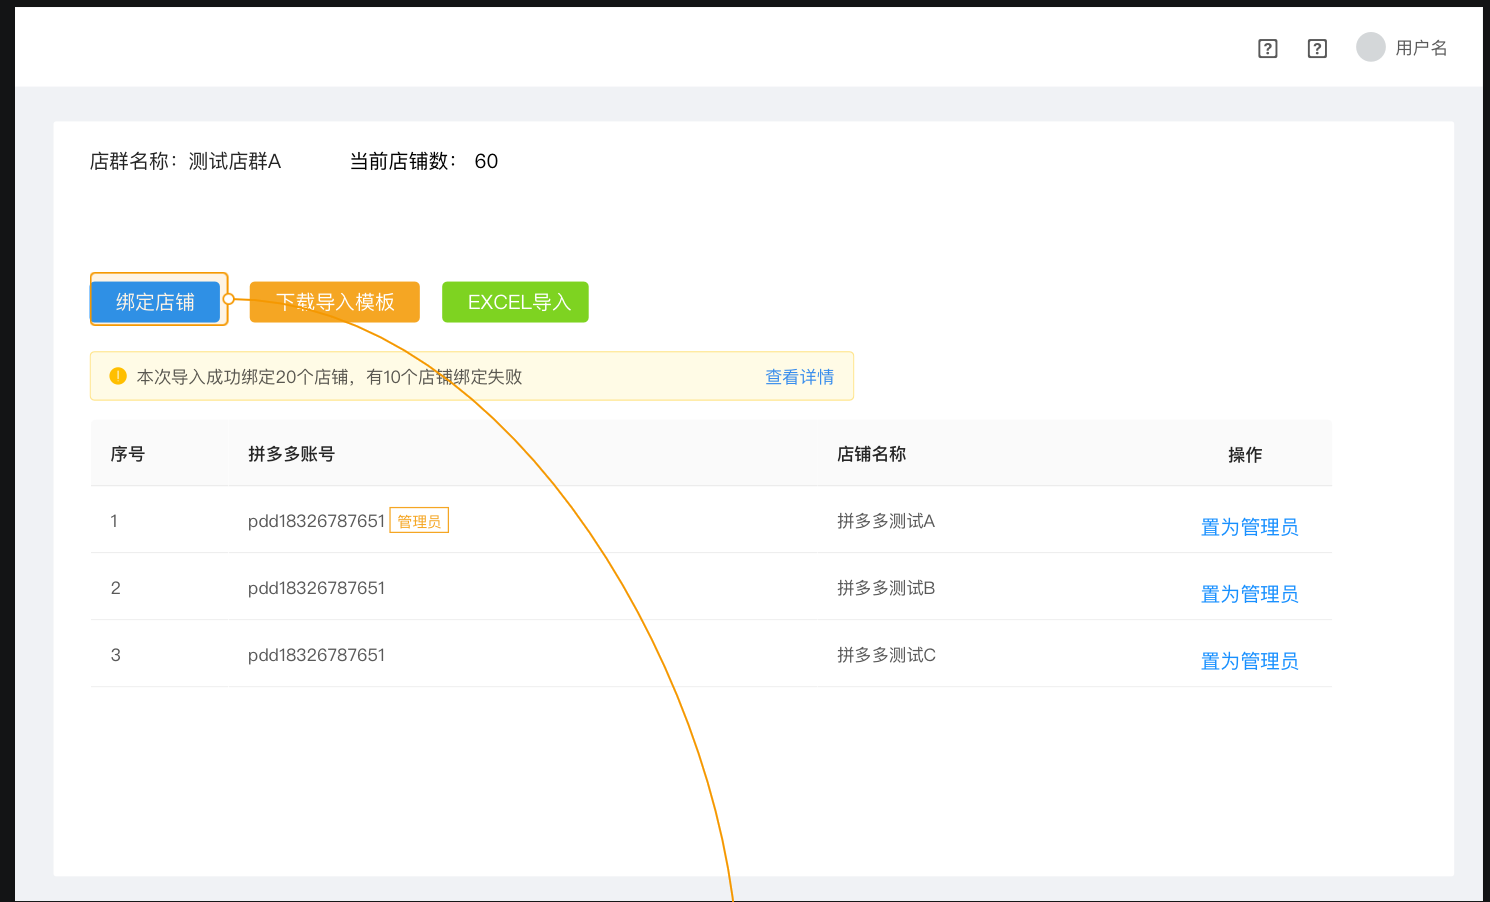 用户名
店群名称：测试店群A 当前店铺数： 60
绑定店铺 下载导入模板 EXCEL导入
本次导入成功绑定20个店铺，有10个店铺绑定失败 查看详情
序号 拼多多账号 店铺名称 操作
1 pdd18326787651 管理员 拼多多测试A 置为管理员
2 pdd18326787651 拼多多测试B 置为管理员
3 pdd18326787651 拼多多测试C 置为管理员